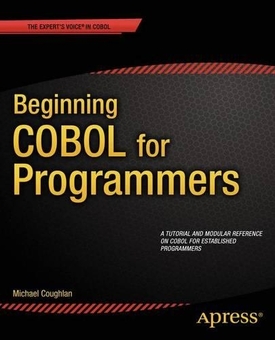 THE EXPERT'S VOICE® IN COBOL
Beginning
COBOL for
Programmers
A TUTORIAL AND MODULAR REFERENCE
ON COBOL FOR ESTABLISHED
PROGRAMMERS
Michael Coughlan
Apress®